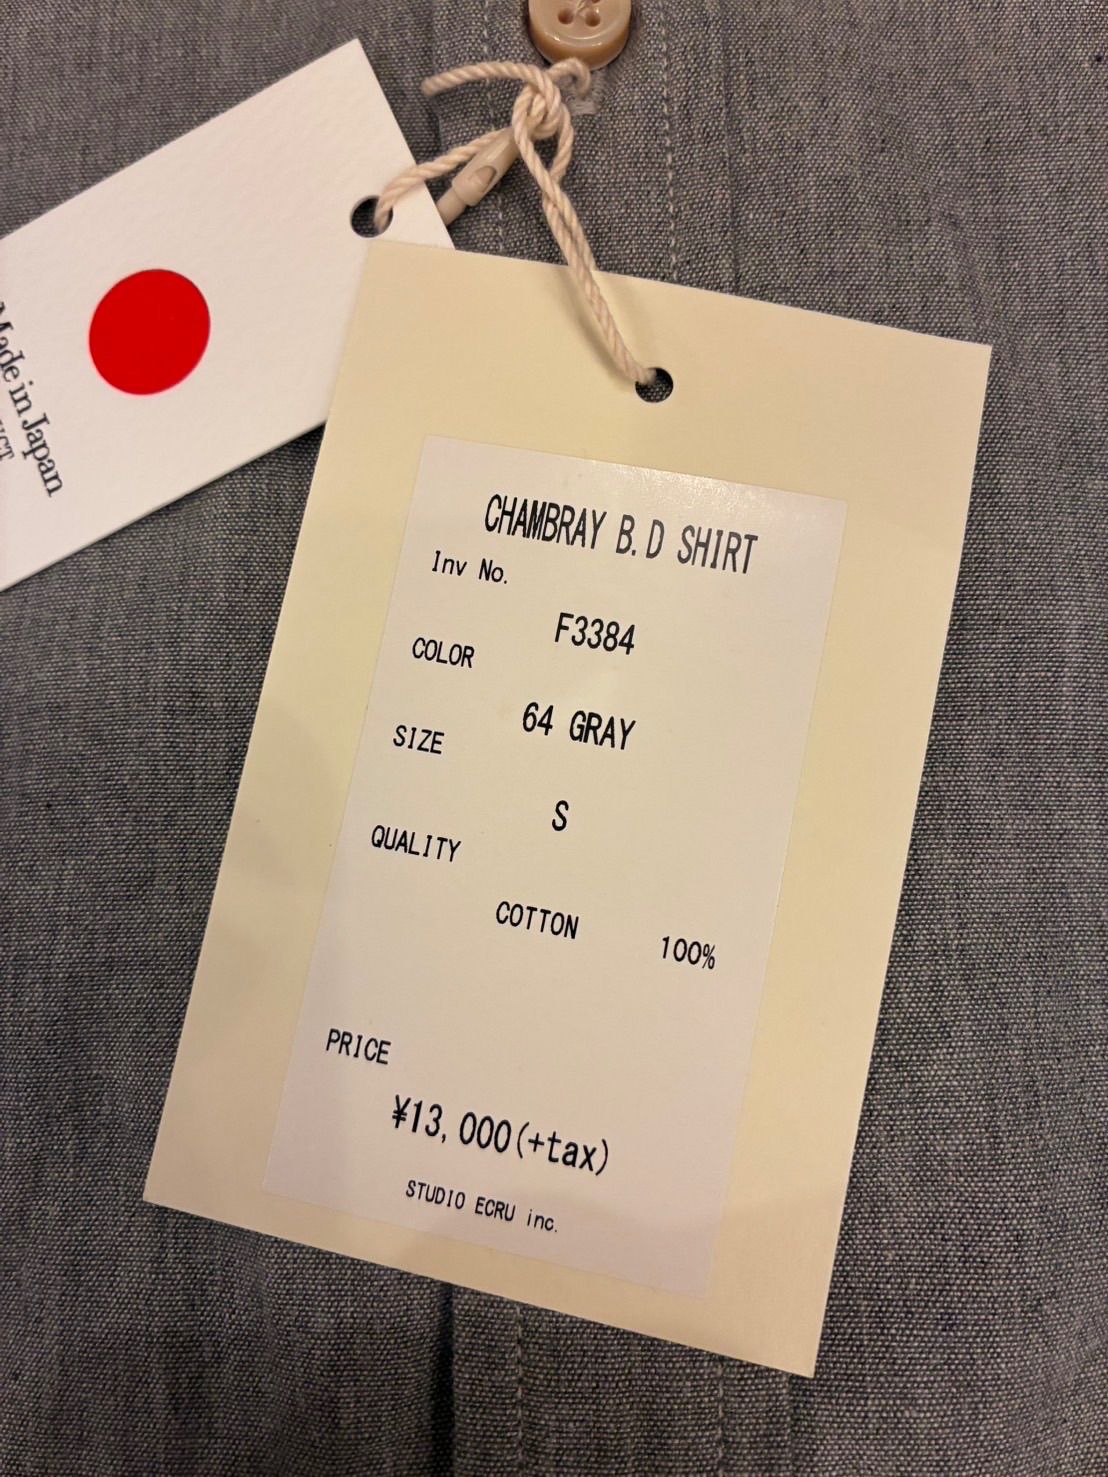 Made in Japan
CHAMBRAY B.D SHIRT
Inv No.
F3384
COLOR
64 GRAY
SIZE
S
QUALITY
COTTON 100%
PRICE
¥13,000(+tax)
STUDIO ECRU inc.